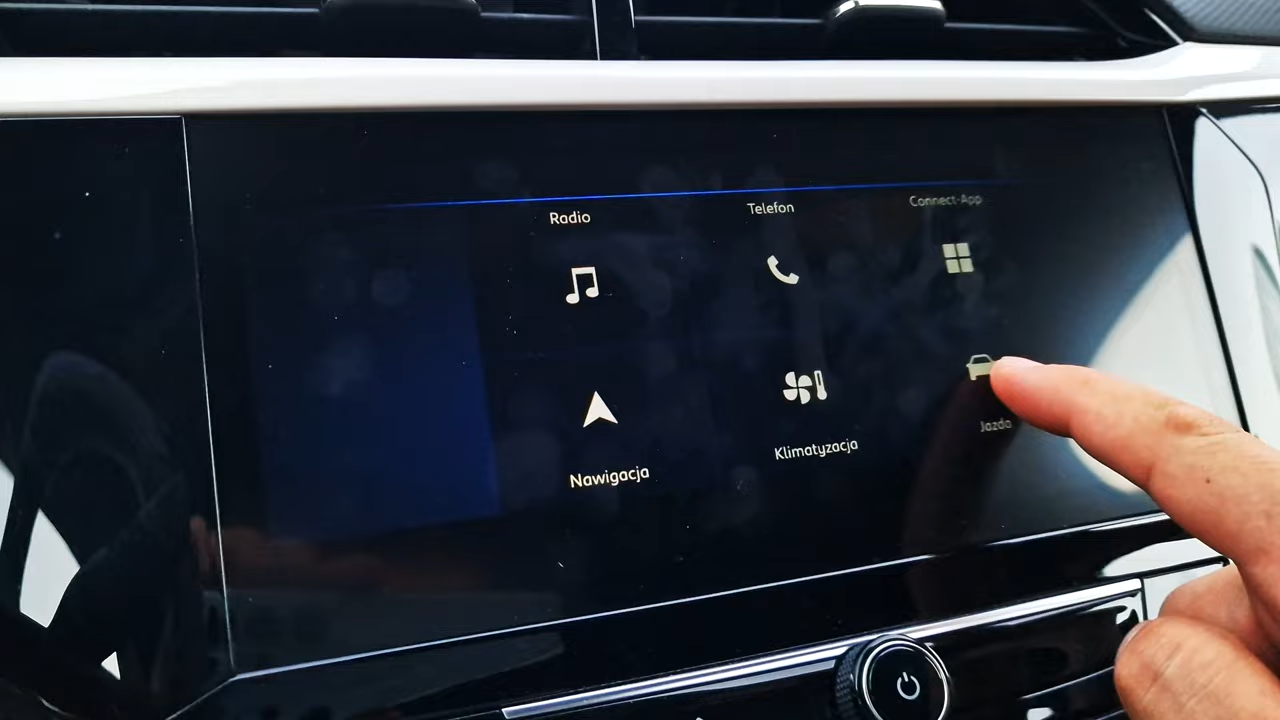 Radio
Telefon
Connect-App
Nawigacja
Klimatyzacja
Jazda